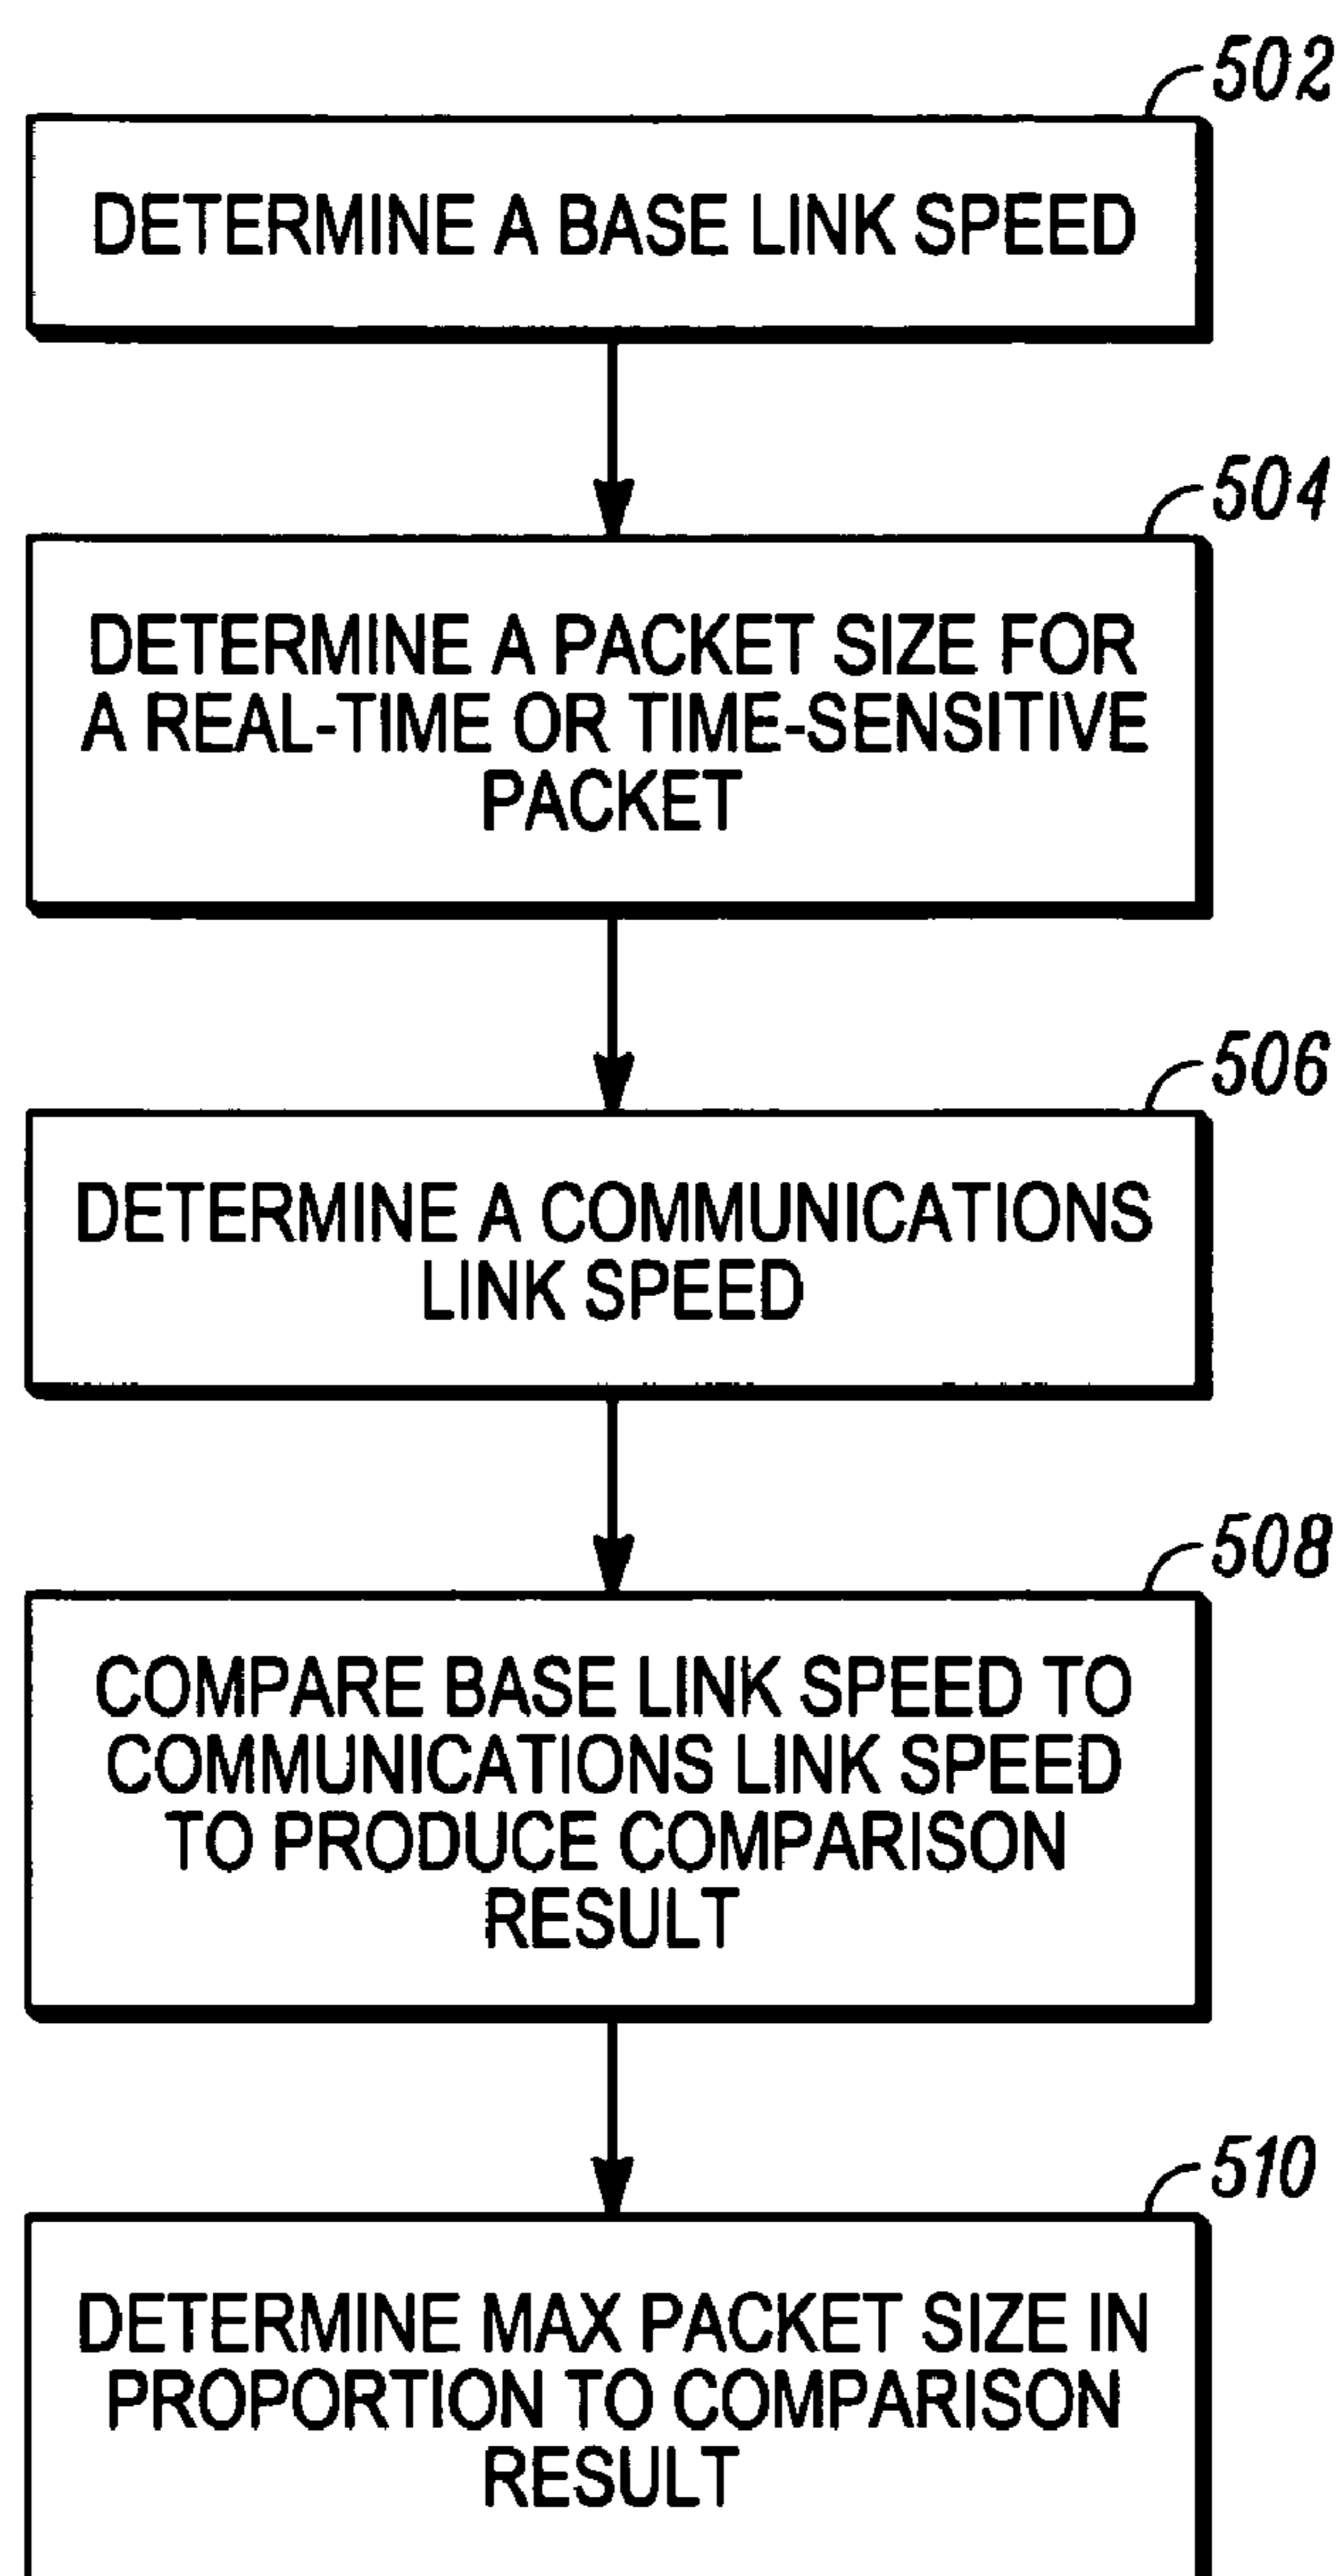 502
DETERMINE A BASE LINK SPEED
504
DETERMINE A PACKET SIZE FOR
A REAL-TIME OR TIME-SENSITIVE
PACKET
506
DETERMINE A COMMUNICATIONS
LINK SPEED
508
COMPARE BASE LINK SPEED TO
COMMUNICATIONS LINK SPEED
TO PRODUCE COMPARISON
RESULT
510
DETERMINE MAX PACKET SIZE IN
PROPORTION TO COMPARISON
RESULT